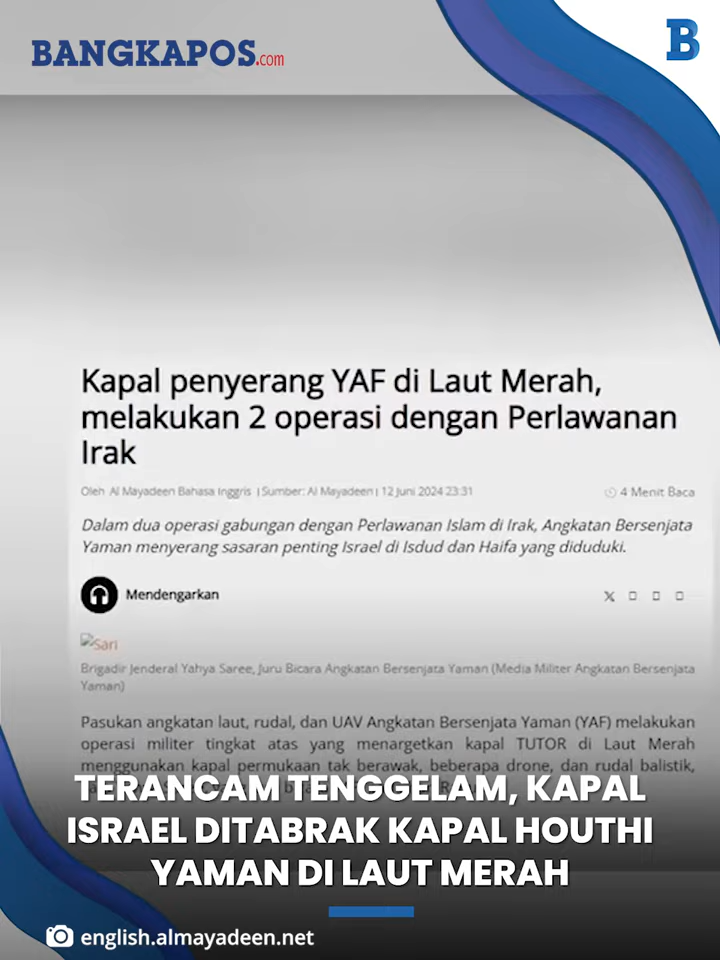 BANGKAPOS.com
B
Kapal penyerang YAF di Laut Merah,
melakukan 2 operasi dengan Perlawanan
Irak
Oleh Al Mayadeen Bahasa Inggris | Sumber: Al Mayadeen | 12 Juni 2024 23:31
4 Menit Baca
Dalam dua operasi gabungan dengan Perlawanan Islam di Irak, Angkatan Bersenjata
Yaman menyerang sasaran penting Israel di Isdud dan Haifa yang diduduki.
Mendengarkan
Sari
Brigadir Jenderal Yahya Saree, Juru Bicara Angkatan Bersenjata Yaman (Media Militer Angkatan Bersenjata
Yaman)
Pasukan angkatan laut, rudal, dan UAV Angkatan Bersenjata Yaman (YAF) melakukan
operasi militer tingkat atas yang menargetkan kapal TUTOR di Laut Merah
menggunakan kapal permukaan tak berawak, beberapa drone, dan rudal balistik,
TERANCAM TENGGELAM, KAPAL
ISRAEL DITABRAK KAPAL HOUTHI
YAMAN DI LAUT MERAH
english.almayadeen.net